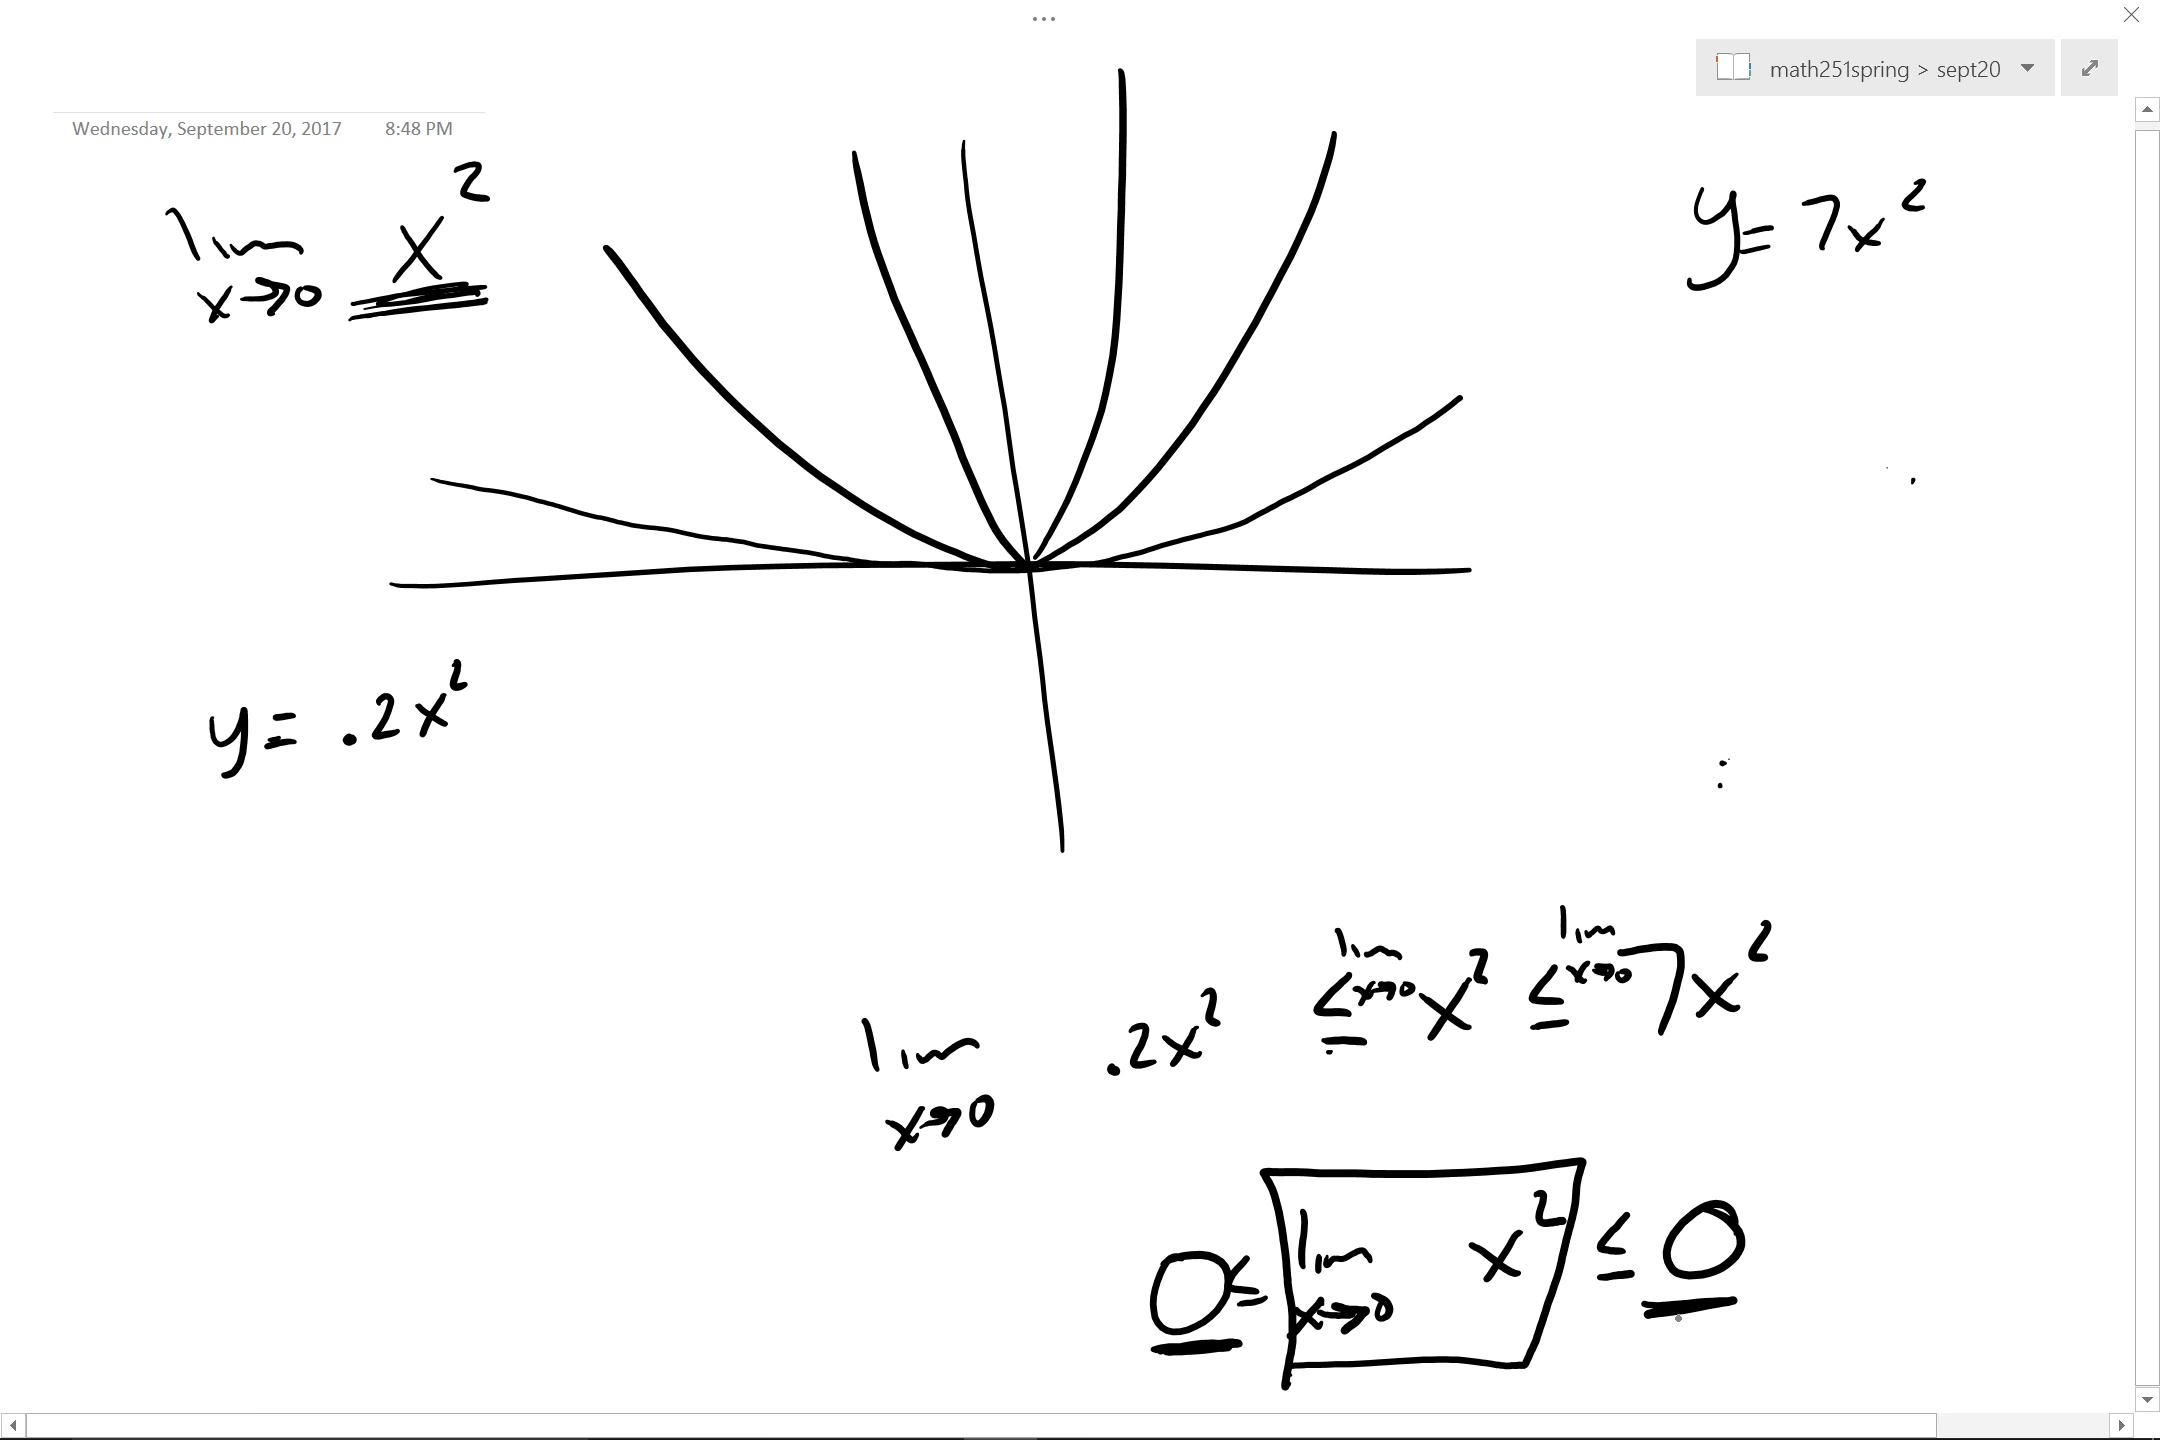 math251spring > sept20
Wednesday, September 20, 2017 8:48 PM
lim x→0 x²
y = 7x²
y = .2x²
lim x→0 .2x² ≤ lim x→0 x² ≤ lim x→0 7x²
0 ≤ lim x→0 x² ≤ 0